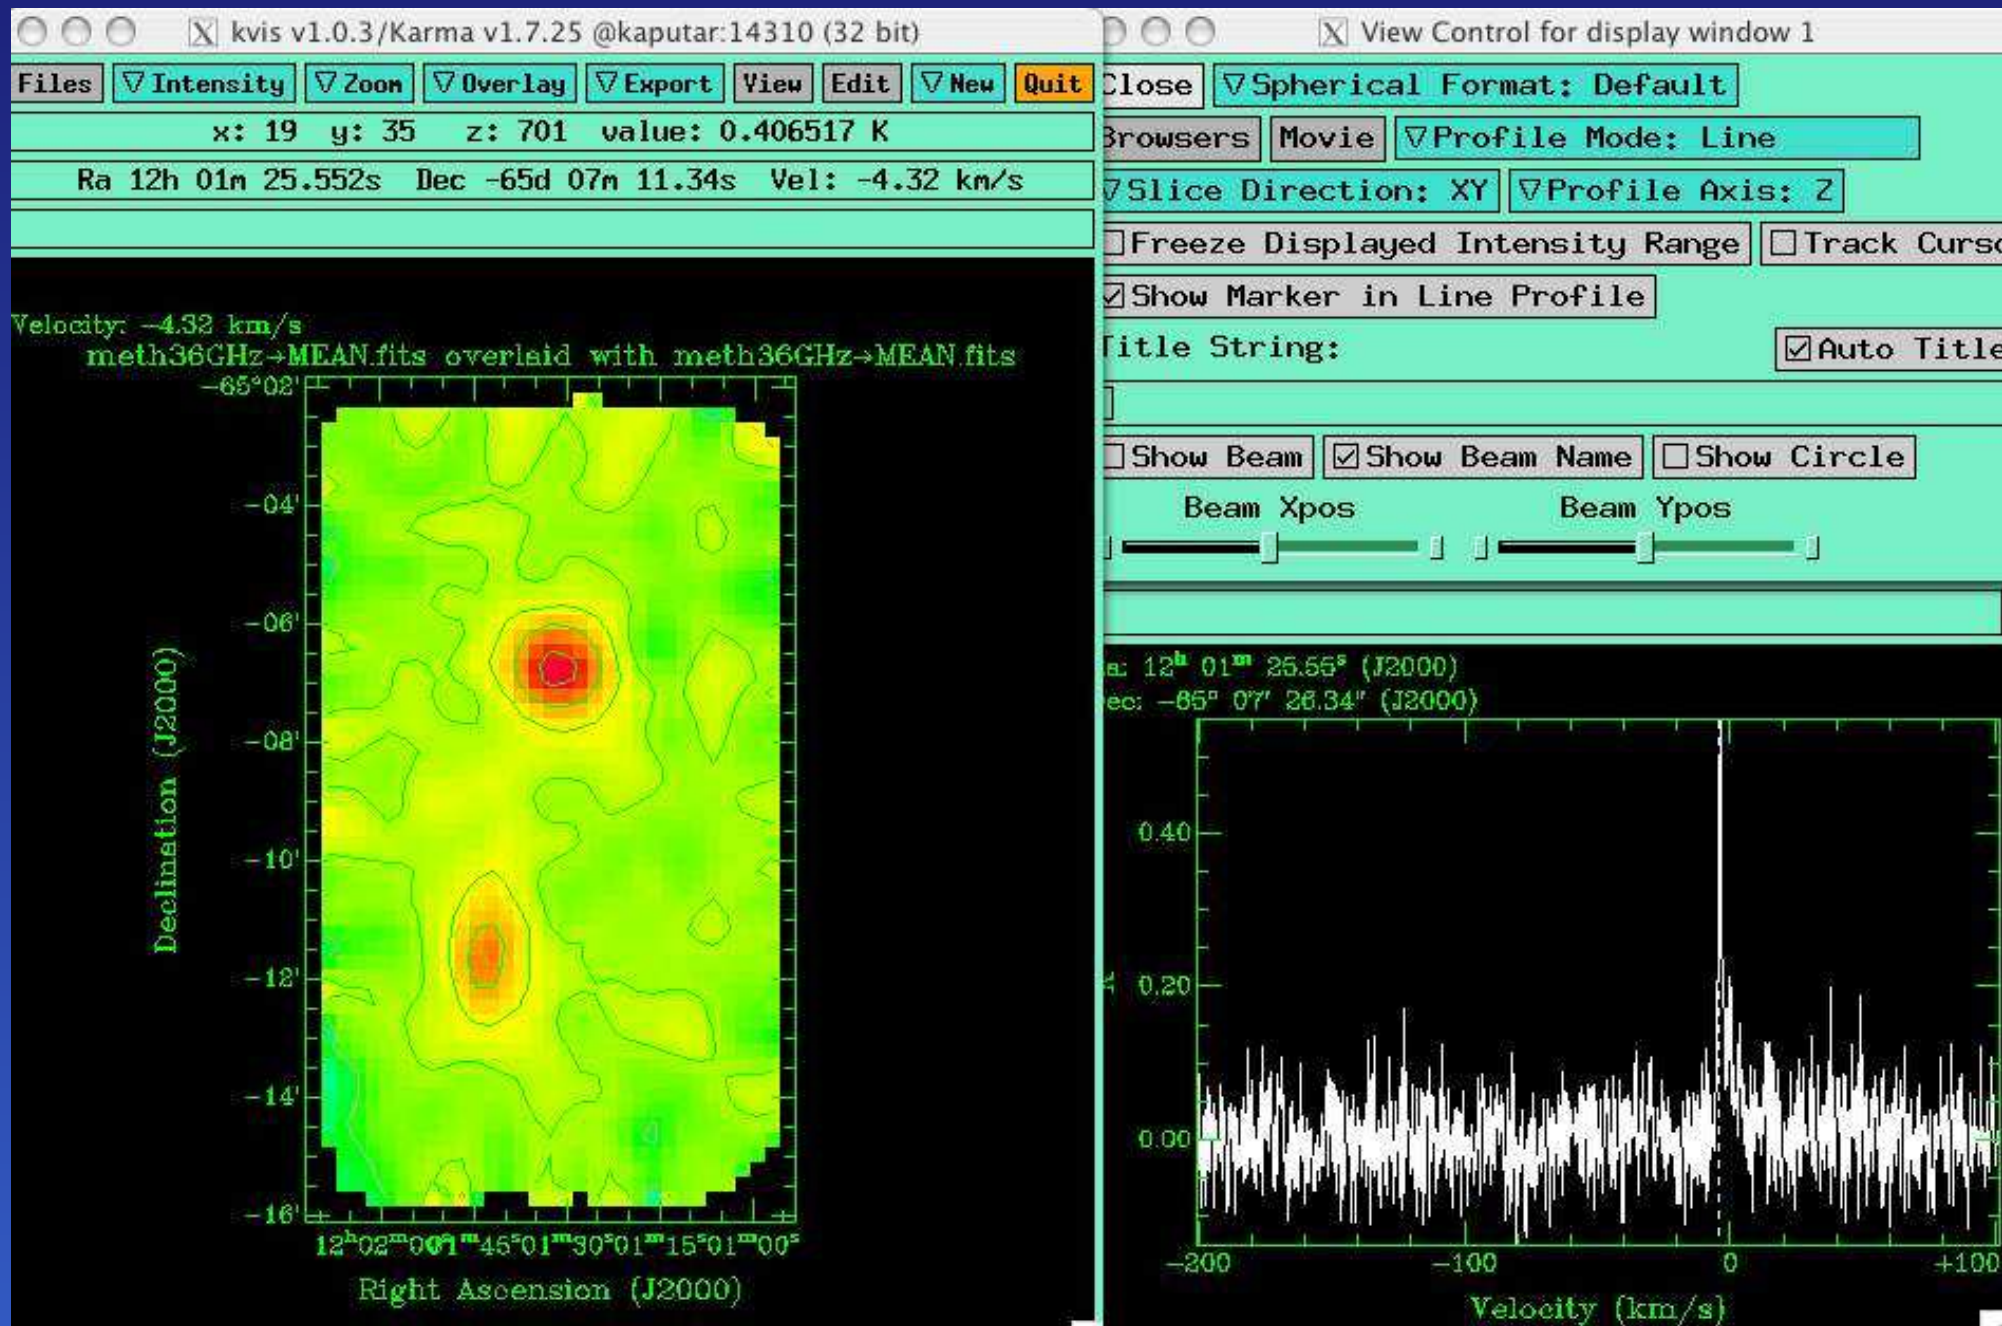 kvis v1.0.3/Karma v1.7.25 @kaputar:14310 (32 bit)
Files Intensity Zoom Overlay Export View Edit New Quit
x: 19 y: 35 z: 701 value: 0.406517 K
Ra 12h 01m 25.552s Dec -65d 07m 11.34s Vel: -4.32 km/s
Velocity: -4.32 km/s
meth36GHz→MEAN.fits overlaid with meth36GHz→MEAN.fits
-65°02'
-04'
-06'
-08'
-10'
-12'
-14'
-16'
Declination (J2000)
45ˢ01ᵐ30ˢ01ᵐ15ˢ01ᵐ00ˢ
Right Ascension (J2000)
View Control for display window 1
Close Spherical Format: Default
Browsers Movie Profile Mode: Line
Slice Direction: XY Profile Axis: Z
Freeze Displayed Intensity Range Track Curso
Show Marker in Line Profile
Title String: Auto Title
Show Beam Show Beam Name Show Circle
Beam Xpos Beam Ypos
a: 12ʰ 01ᵐ 25.55ˢ (J2000)
ec: -65° 07' 26.34" (J2000)
0.40
0.20
0.00
-200 -100 0 +100
Velocity (km/s)